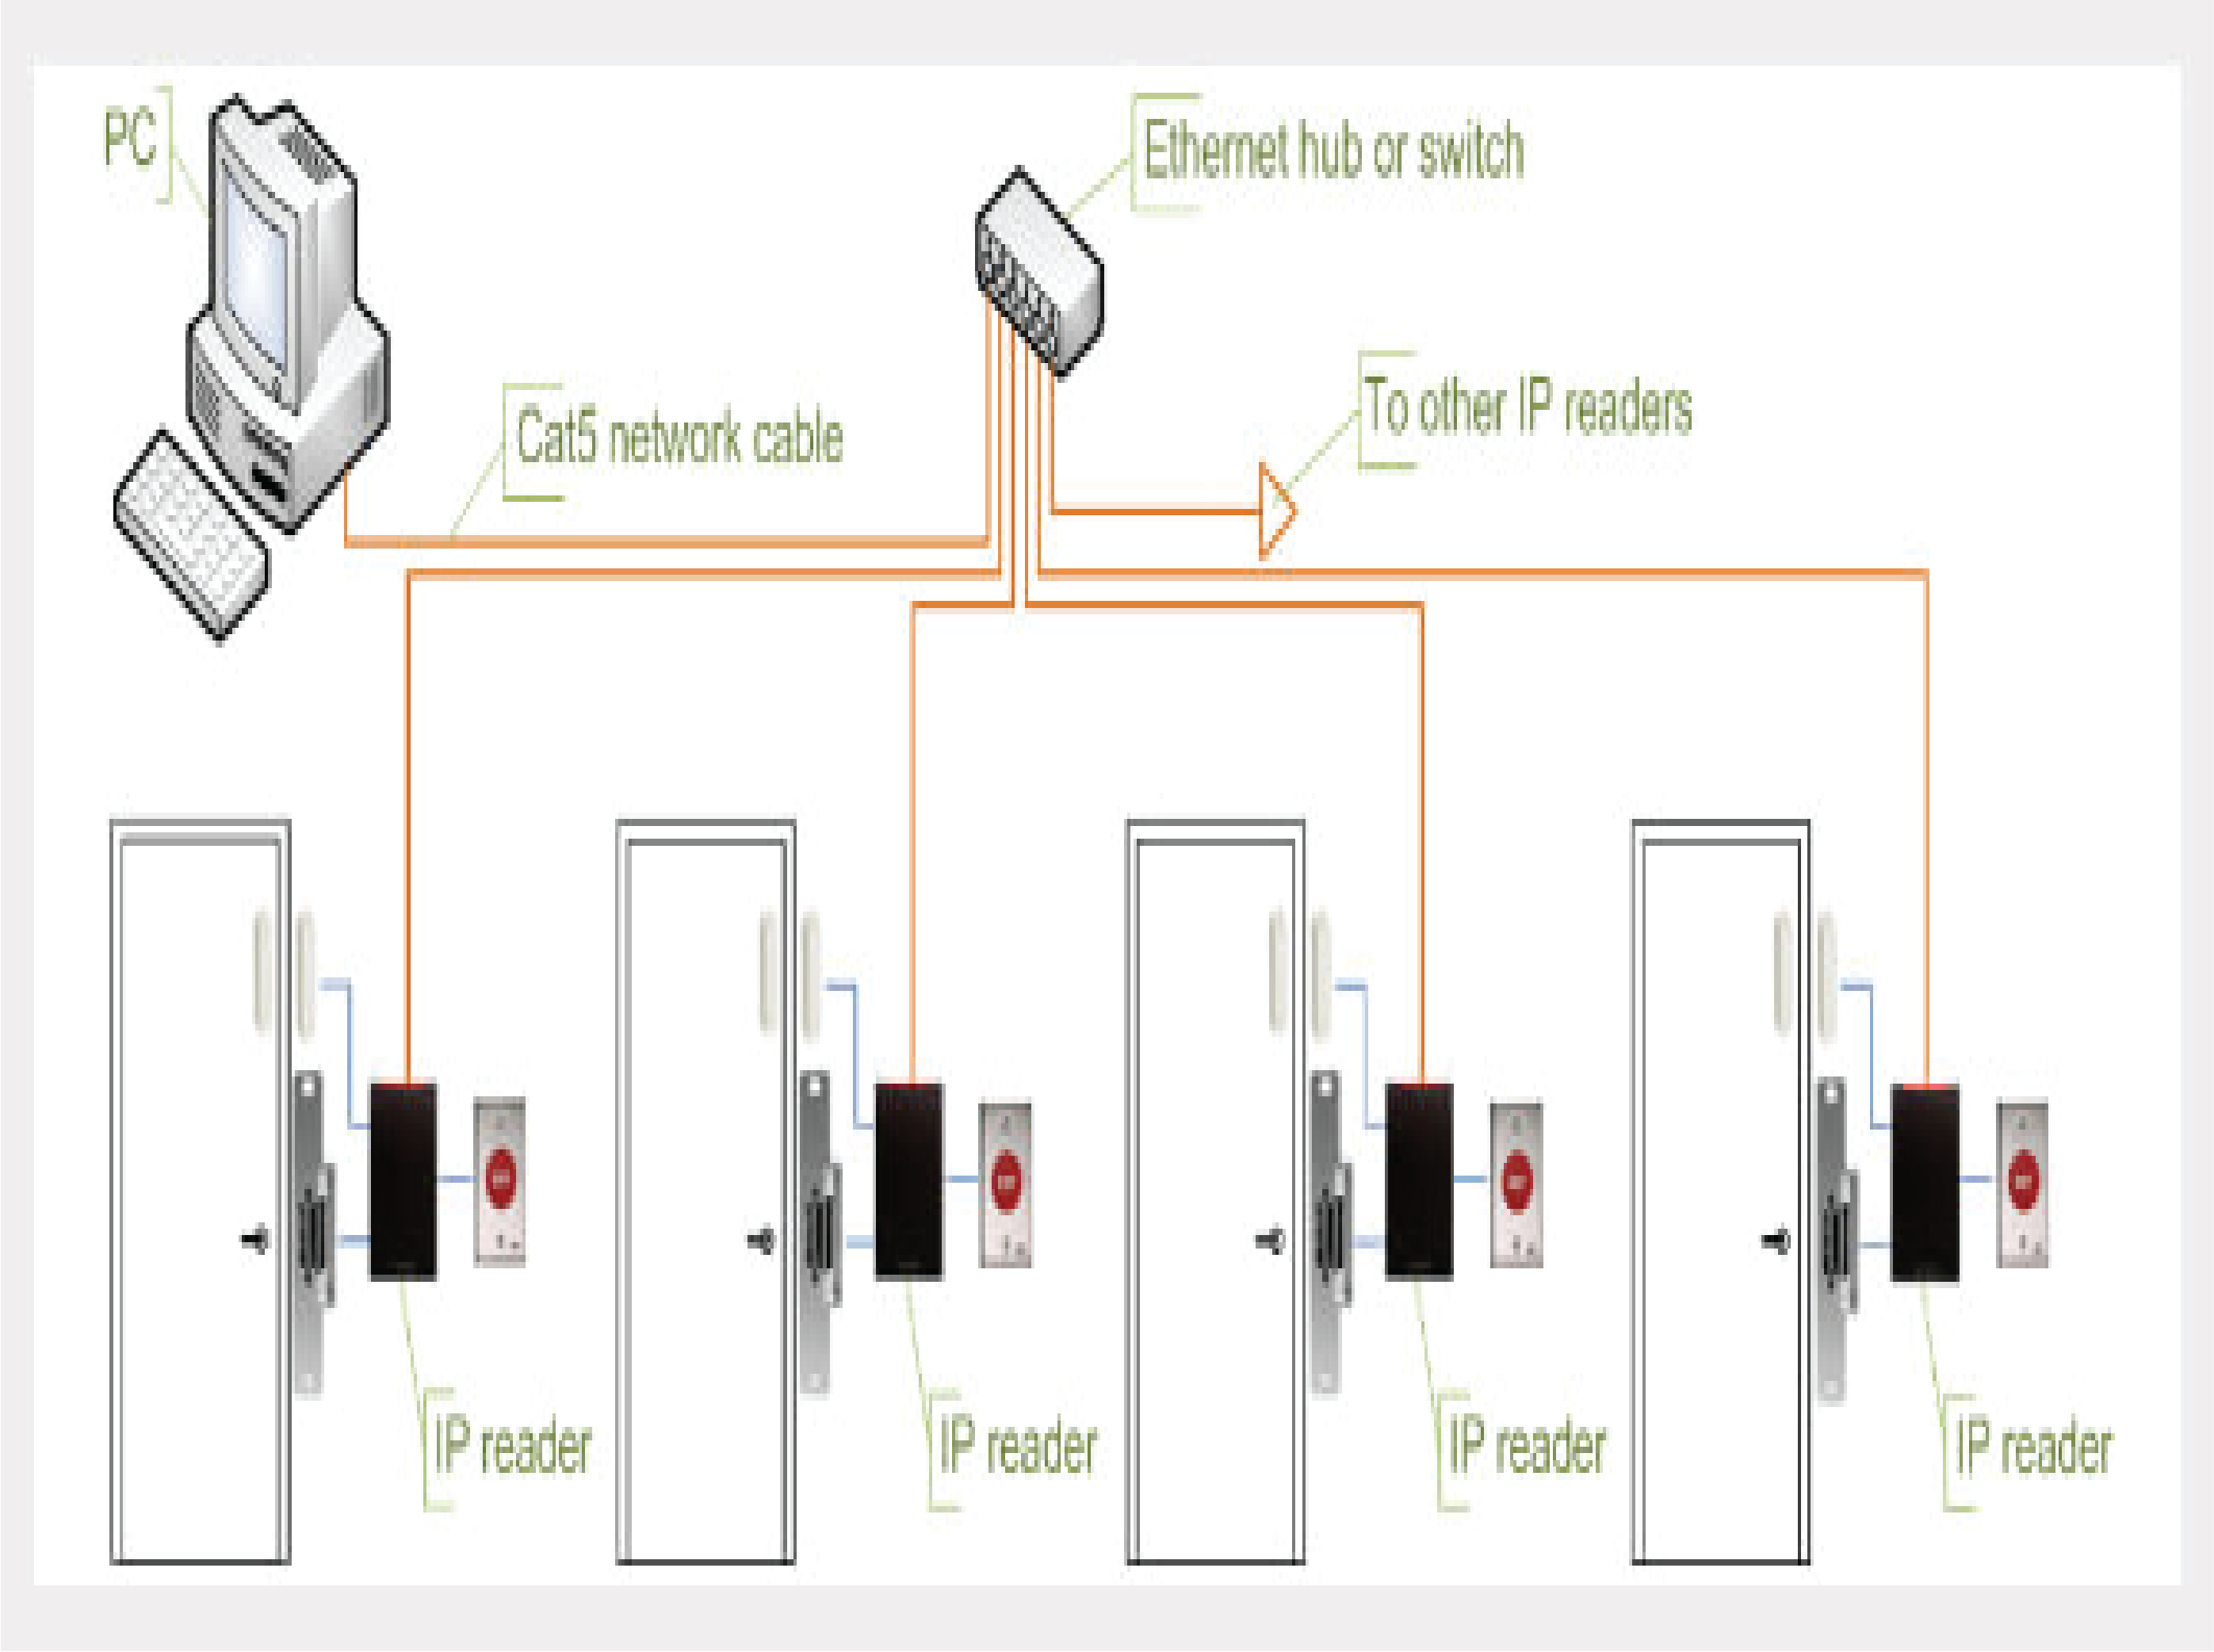 PC
Ethernet hub or switch
To other IP readers
Cat5 network cable
IP reader
IP reader
IP reader
IP reader